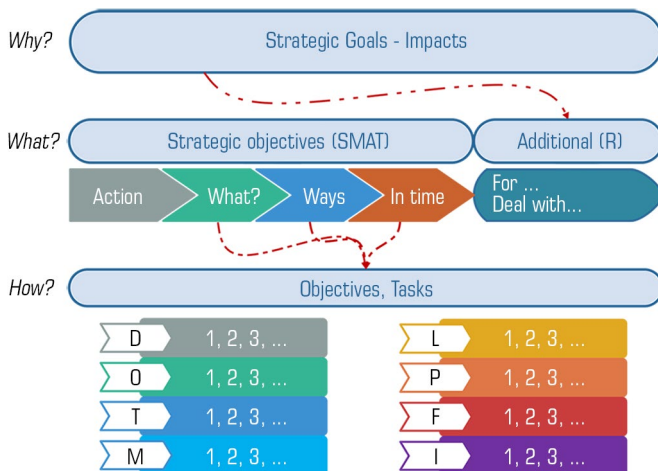 Why?
Strategic Goals - Impacts
What?
Strategic objectives (SMAT)
Additional (R)
Action
What?
Ways
In time
For ...
Deal with...
How?
Objectives, Tasks
D
1, 2, 3, ...
L
1, 2, 3, ...
O
1, 2, 3, ...
P
1, 2, 3, ...
T
1, 2, 3, ...
F
1, 2, 3, ...
M
1, 2, 3, ...
I
1, 2, 3, ...